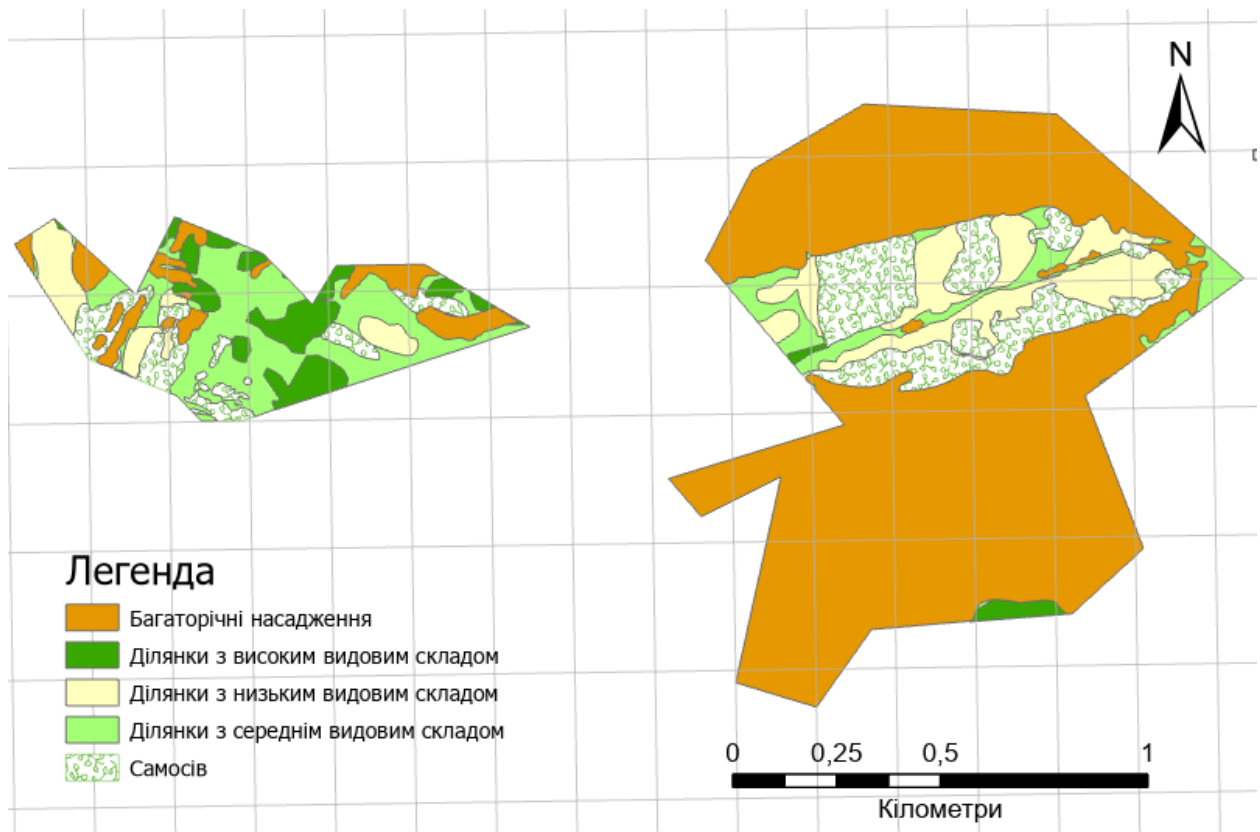 N
Легенда
Багаторічні насадження
Ділянки з високим видовим складом
Ділянки з низьким видовим складом
Ділянки з середнім видовим складом
Самосів
0 0,25 0,5 1
Кілометри